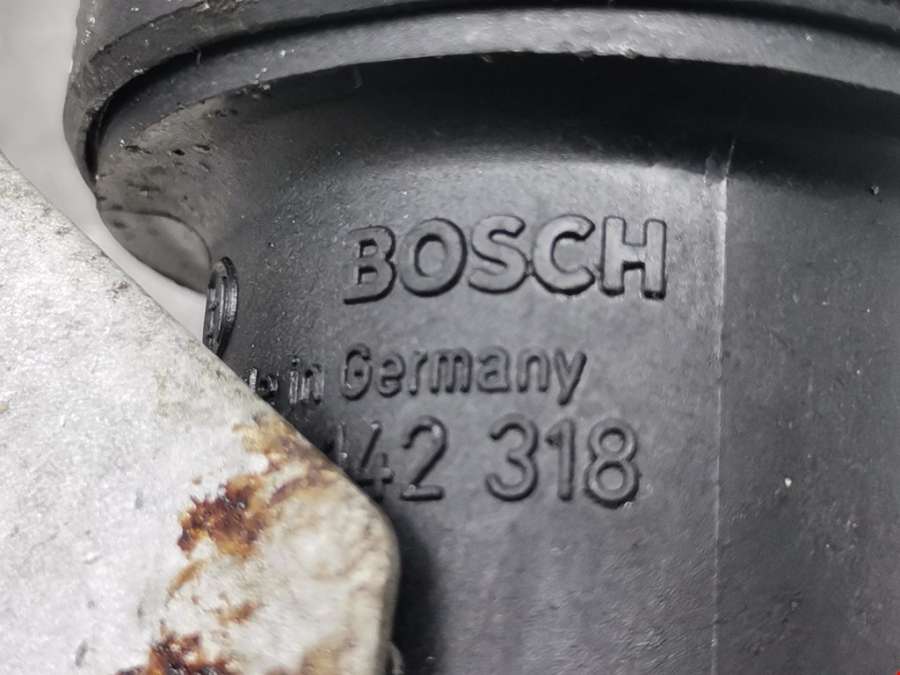 BOSCH
in Germany
42 318